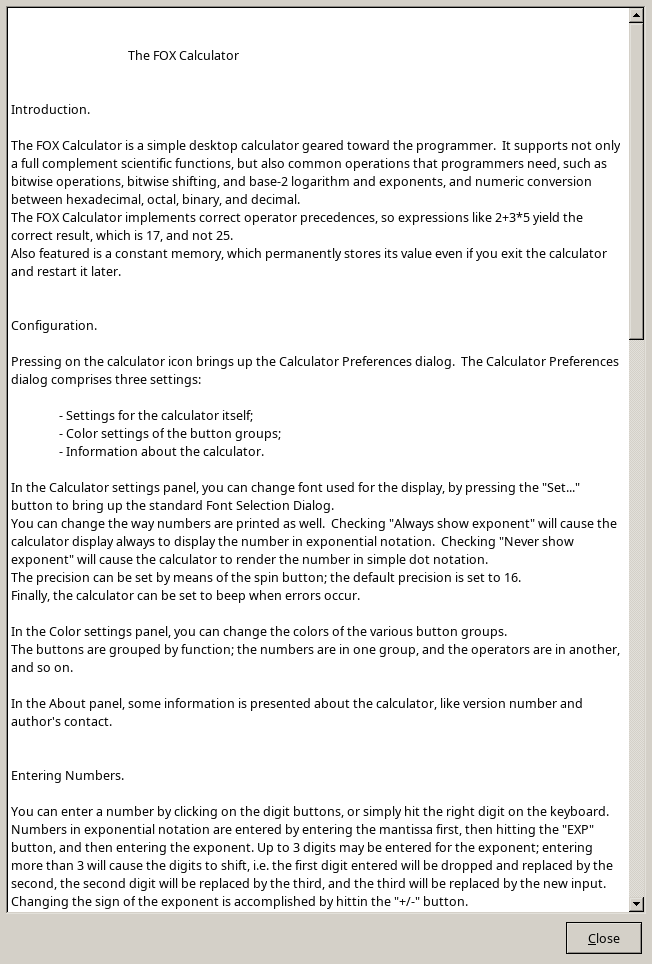 The FOX Calculator
Introduction.
The FOX Calculator is a simple desktop calculator geared toward the programmer.  It supports not only
a full complement scientific functions, but also common operations that programmers need, such as
bitwise operations, bitwise shifting, and base-2 logarithm and exponents, and numeric conversion
between hexadecimal, octal, binary, and decimal.
The FOX Calculator implements correct operator precedences, so expressions like 2+3*5 yield the
correct result, which is 17, and not 25.
Also featured is a constant memory, which permanently stores its value even if you exit the calculator
and restart it later.
Configuration.
Pressing on the calculator icon brings up the Calculator Preferences dialog.  The Calculator Preferences
dialog comprises three settings:
- Settings for the calculator itself;
- Color settings of the button groups;
- Information about the calculator.
In the Calculator settings panel, you can change font used for the display, by pressing the "Set..."
button to bring up the standard Font Selection Dialog.
You can change the way numbers are printed as well.  Checking "Always show exponent" will cause the
calculator display always to display the number in exponential notation.  Checking "Never show
exponent" will cause the calculator to render the number in simple dot notation.
The precision can be set by means of the spin button; the default precision is set to 16.
Finally, the calculator can be set to beep when errors occur.
In the Color settings panel, you can change the colors of the various button groups.
The buttons are grouped by function; the numbers are in one group, and the operators are in another,
and so on.
In the About panel, some information is presented about the calculator, like version number and
author's contact.
Entering Numbers.
You can enter a number by clicking on the digit buttons, or simply hit the right digit on the keyboard.
Numbers in exponential notation are entered by entering the mantissa first, then hitting the "EXP"
button, and then entering the exponent. Up to 3 digits may be entered for the exponent; entering
more than 3 will cause the digits to shift, i.e. the first digit entered will be dropped and replaced by the
second, the second digit will be replaced by the third, and the third will be replaced by the new input.
Changing the sign of the exponent is accomplished by hittin the "+/-" button.
Close